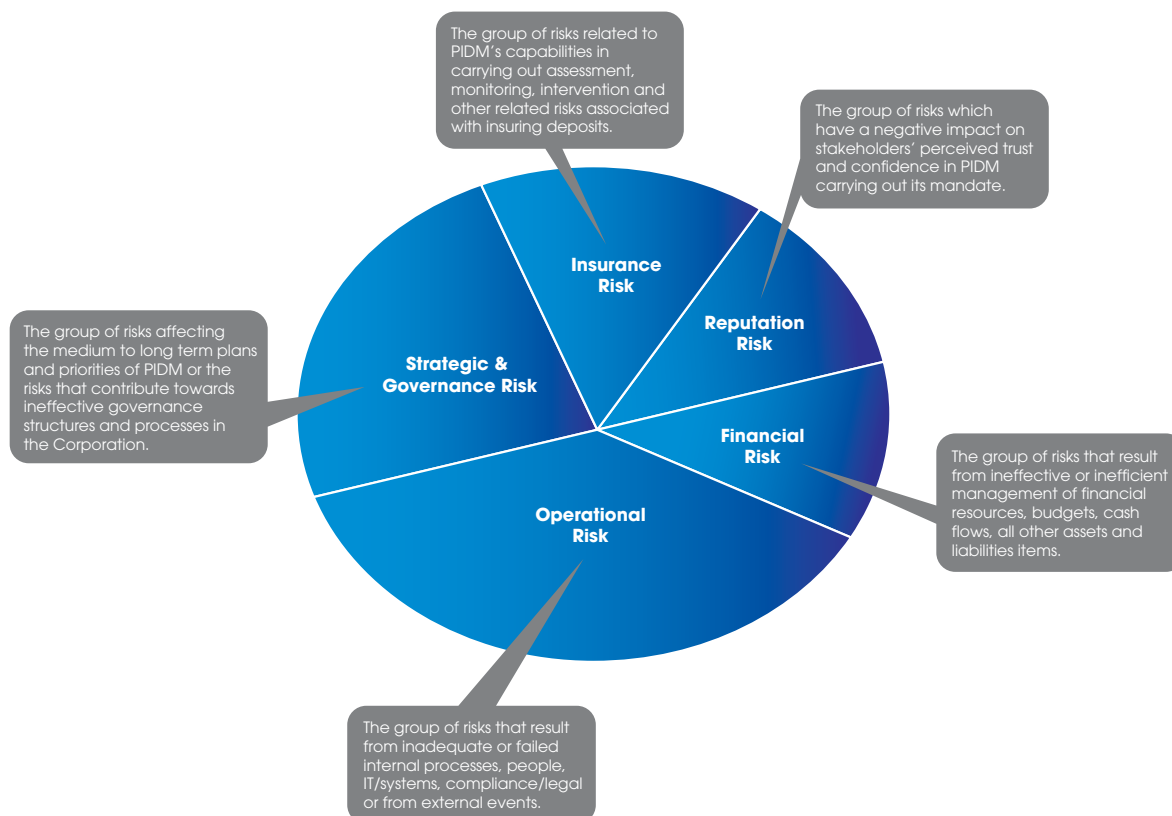 The group of risks related to
PIDM's capabilities in
carrying out assessment,
monitoring, intervention and
other related risks associated
with insuring deposits.
The group of risks which
have a negative impact on
stakeholders' perceived trust
and confidence in PIDM
carrying out its mandate.
Insurance
Risk
Reputation
Risk
The group of risks affecting
the medium to long term plans
and priorities of PIDM or the
risks that contribute towards
ineffective governance
structures and processes in
the Corporation.
Strategic &
Governance Risk
Financial
Risk
The group of risks that result
from ineffective or inefficient
management of financial
resources, budgets, cash
flows, all other assets and
liabilities items.
Operational
Risk
The group of risks that result
from inadequate or failed
internal processes, people,
IT/systems, compliance/legal
or from external events.